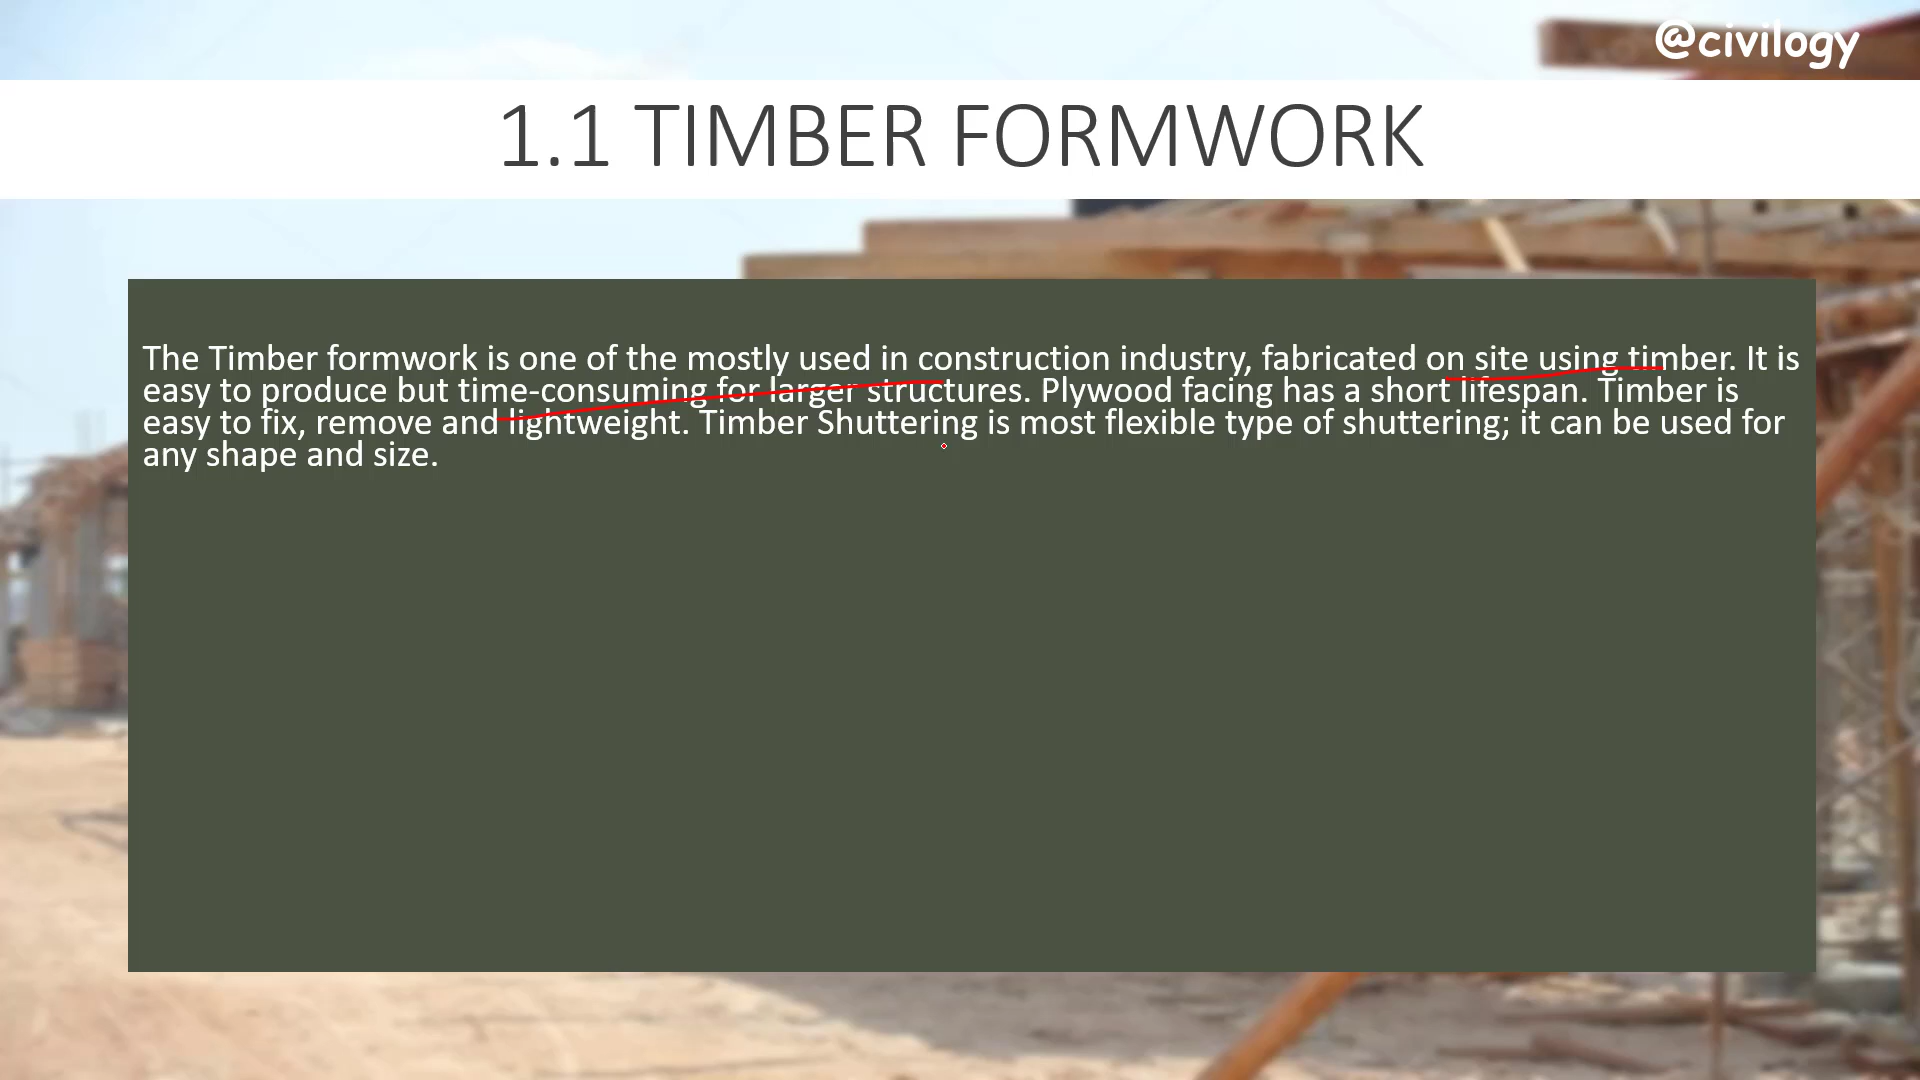 @civilogy
1.1 TIMBER FORMWORK
The Timber formwork is one of the mostly used in construction industry, fabricated on site using timber. It is
easy to produce but time-consuming for larger structures. Plywood facing has a short lifespan. Timber is
easy to fix, remove and lightweight. Timber Shuttering is most flexible type of shuttering; it can be used for
any shape and size.